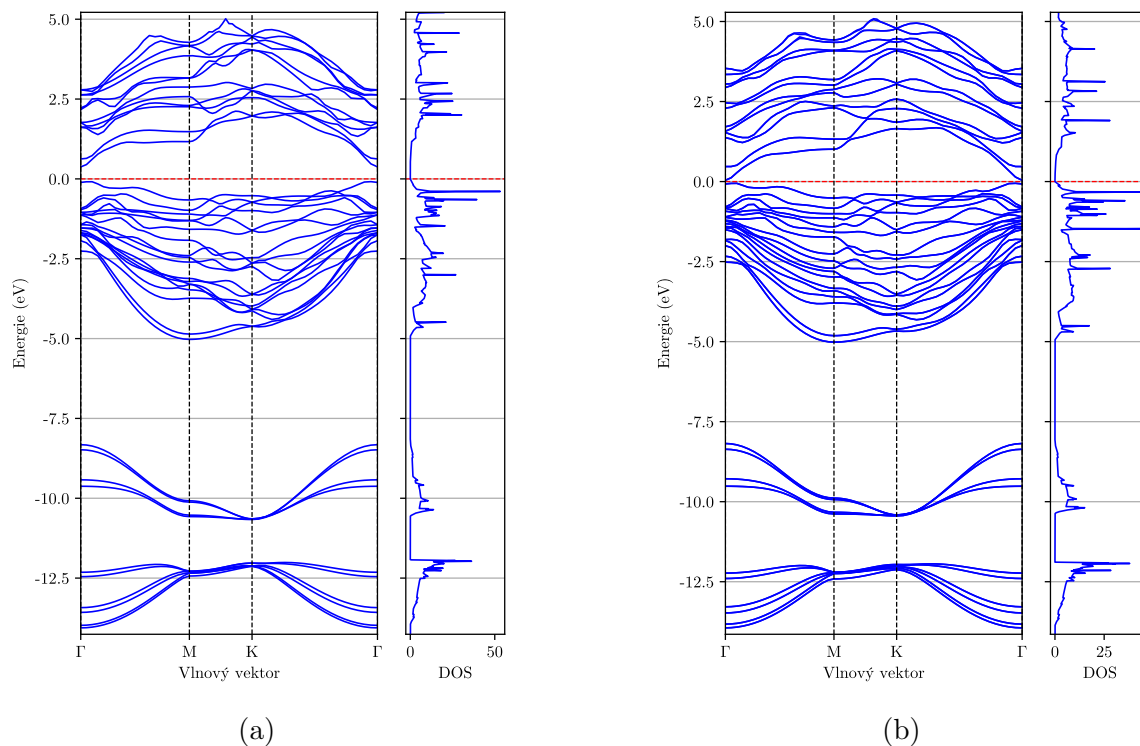 5.0
2.5
0.0
-2.5
-5.0
-7.5
-10.0
-12.5
Energie (eV)
Γ
M
K
Γ
Vlnový vektor
0
50
DOS
(a)
5.0
2.5
0.0
-2.5
-5.0
-7.5
-10.0
-12.5
Energie (eV)
Γ
M
K
Γ
Vlnový vektor
0
25
DOS
(b)